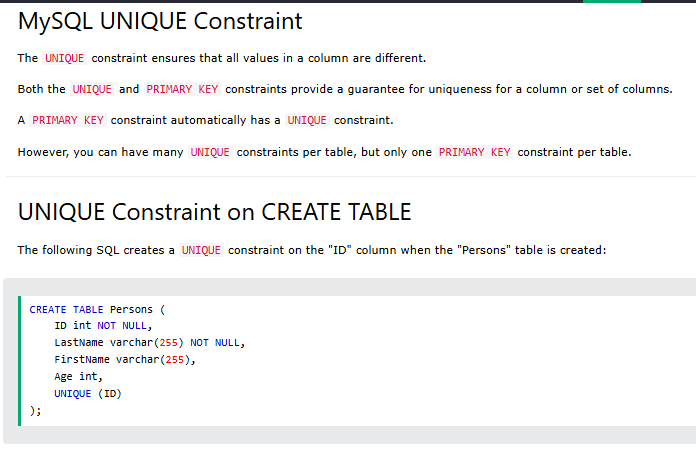 MySQL UNIQUE Constraint
The UNIQUE constraint ensures that all values in a column are different.
Both the UNIQUE and PRIMARY KEY constraints provide a guarantee for uniqueness for a column or set of columns.
A PRIMARY KEY constraint automatically has a UNIQUE constraint.
However, you can have many UNIQUE constraints per table, but only one PRIMARY KEY constraint per table.
UNIQUE Constraint on CREATE TABLE
The following SQL creates a UNIQUE constraint on the "ID" column when the "Persons" table is created:
CREATE TABLE Persons (
    ID int NOT NULL,
    LastName varchar(255) NOT NULL,
    FirstName varchar(255),
    Age int,
    UNIQUE (ID)
);